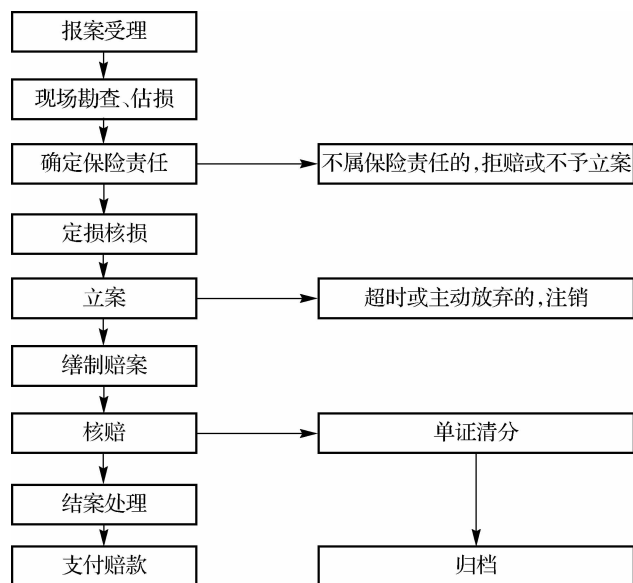 报案受理
现场勘查、估损
确定保险责任
不属保险责任的,拒赔或不予立案
定损核损
立案
超时或主动放弃的,注销
缮制赔案
核赔
单证清分
结案处理
支付赔款
归档